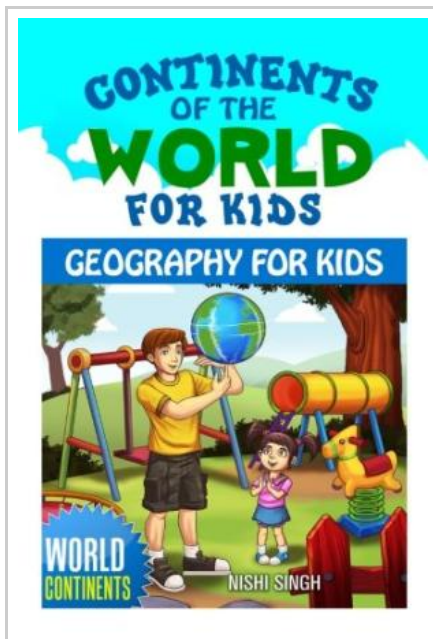 CONTINENTS
OF THE
WORLD
FOR KIDS
GEOGRAPHY FOR KIDS
WORLD
CONTINENTS
NISHI SINGH